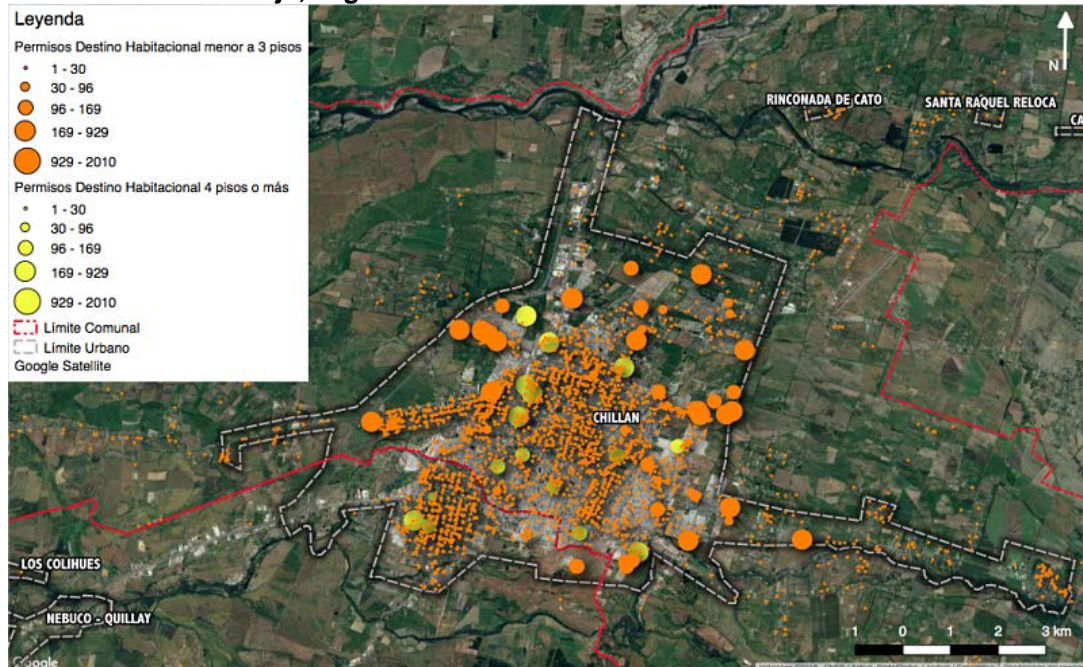 Leyenda
Permisos Destino Habitacional menor a 3 pisos
1 - 30
30 - 96
96 - 169
169 - 929
929 - 2010
Permisos Destino Habitacional 4 pisos o más
1 - 30
30 - 96
96 - 169
169 - 929
929 - 2010
Límite Comunal
Límite Urbano
Google Satellite
N
RINCONADA DE CATO
SANTA RAQUEL RELOCA
CA
CHILLAN
LOS COLIHUES
NEBUCO - QUILLAY
1 0 1 2 3 km
Google